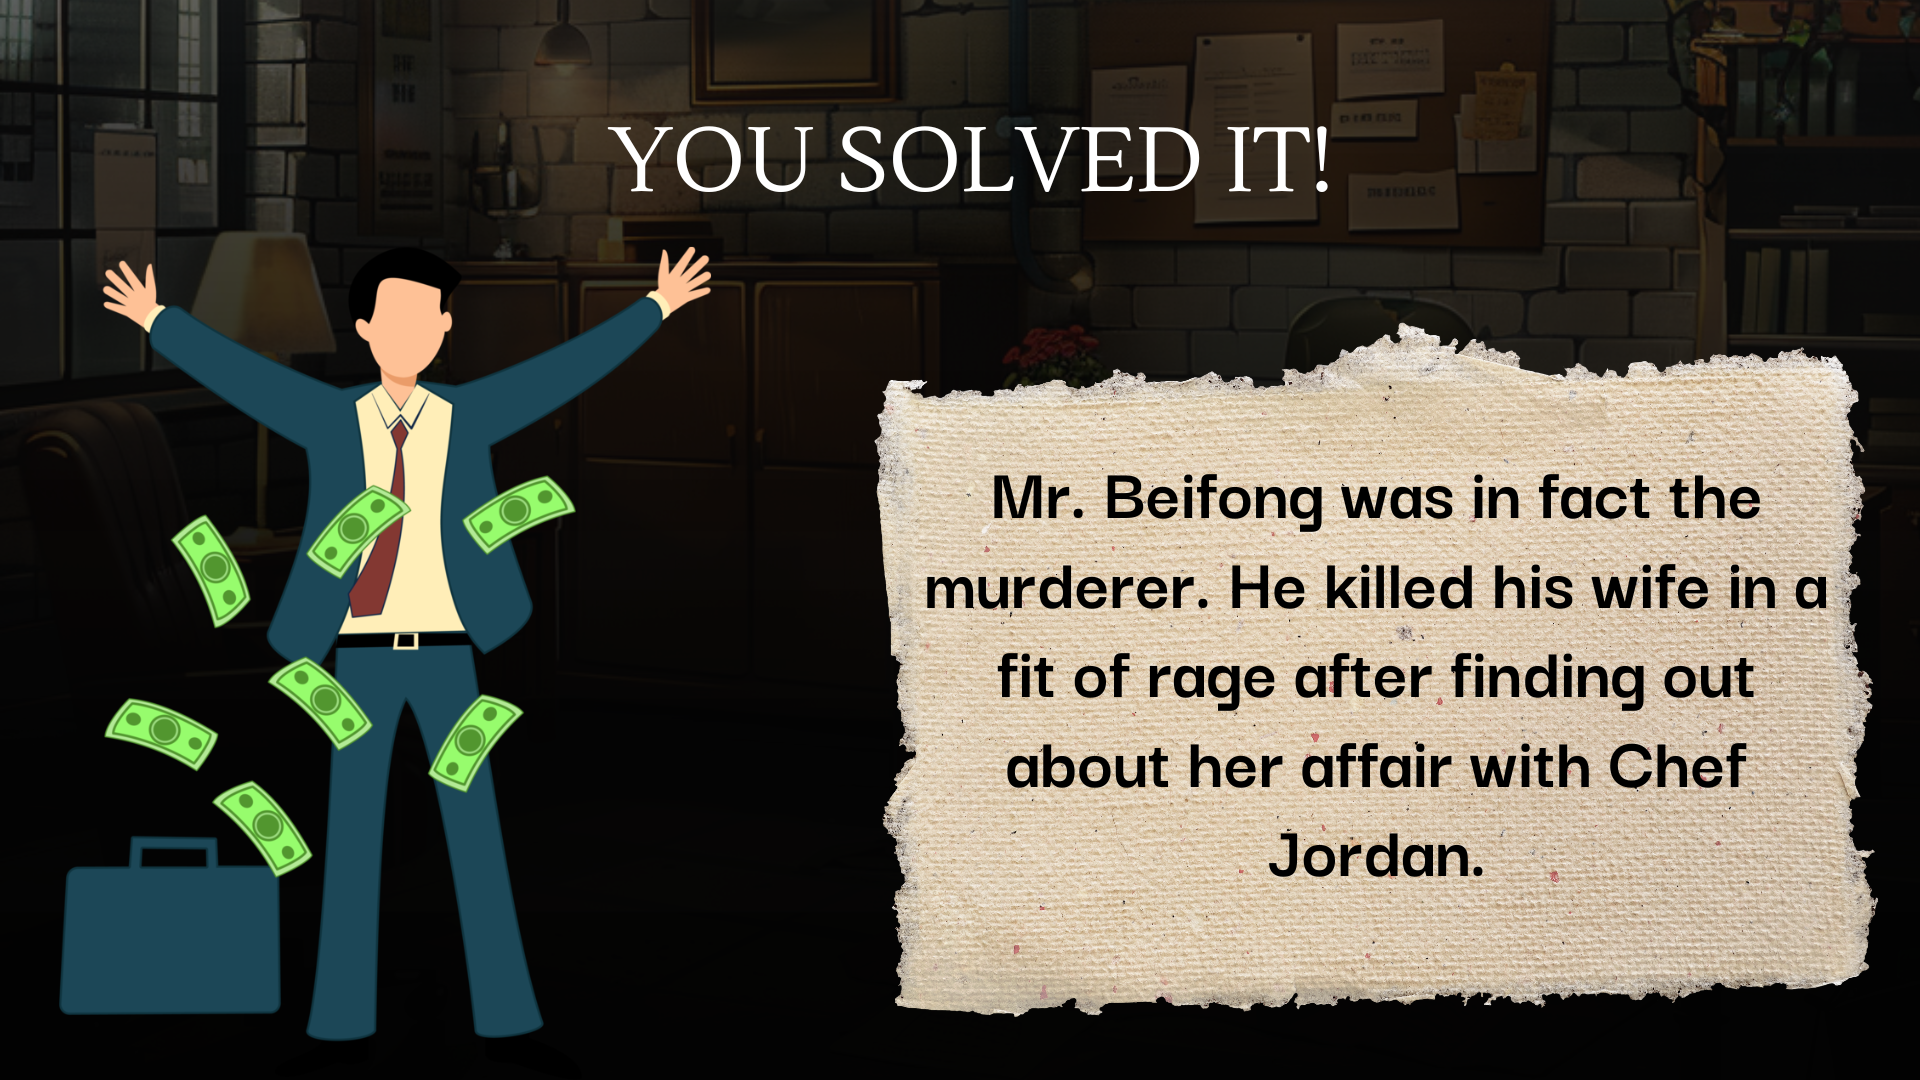 YOU SOLVED IT!
Mr. Beifong was in fact the
murderer. He killed his wife in a
fit of rage after finding out
about her affair with Chef
Jordan.